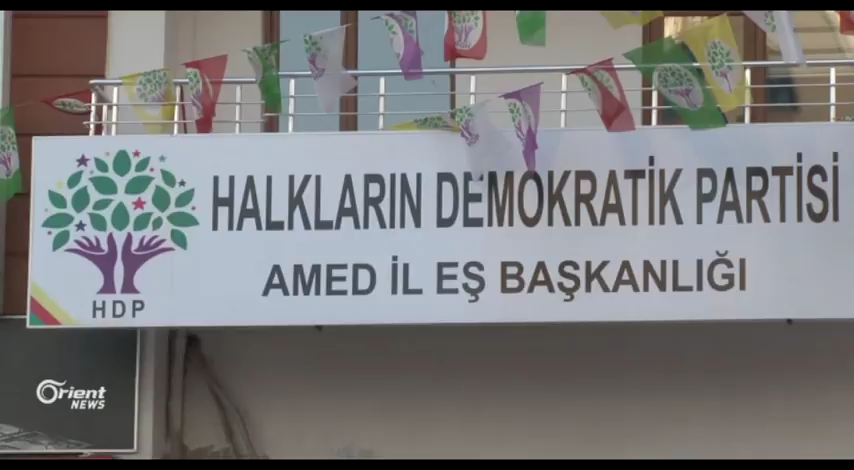 HALKLARIN DEMOKRATİK PARTİSİ
AMED İL EŞ BAŞKANLIĞI
HDP
Orient
NEWS